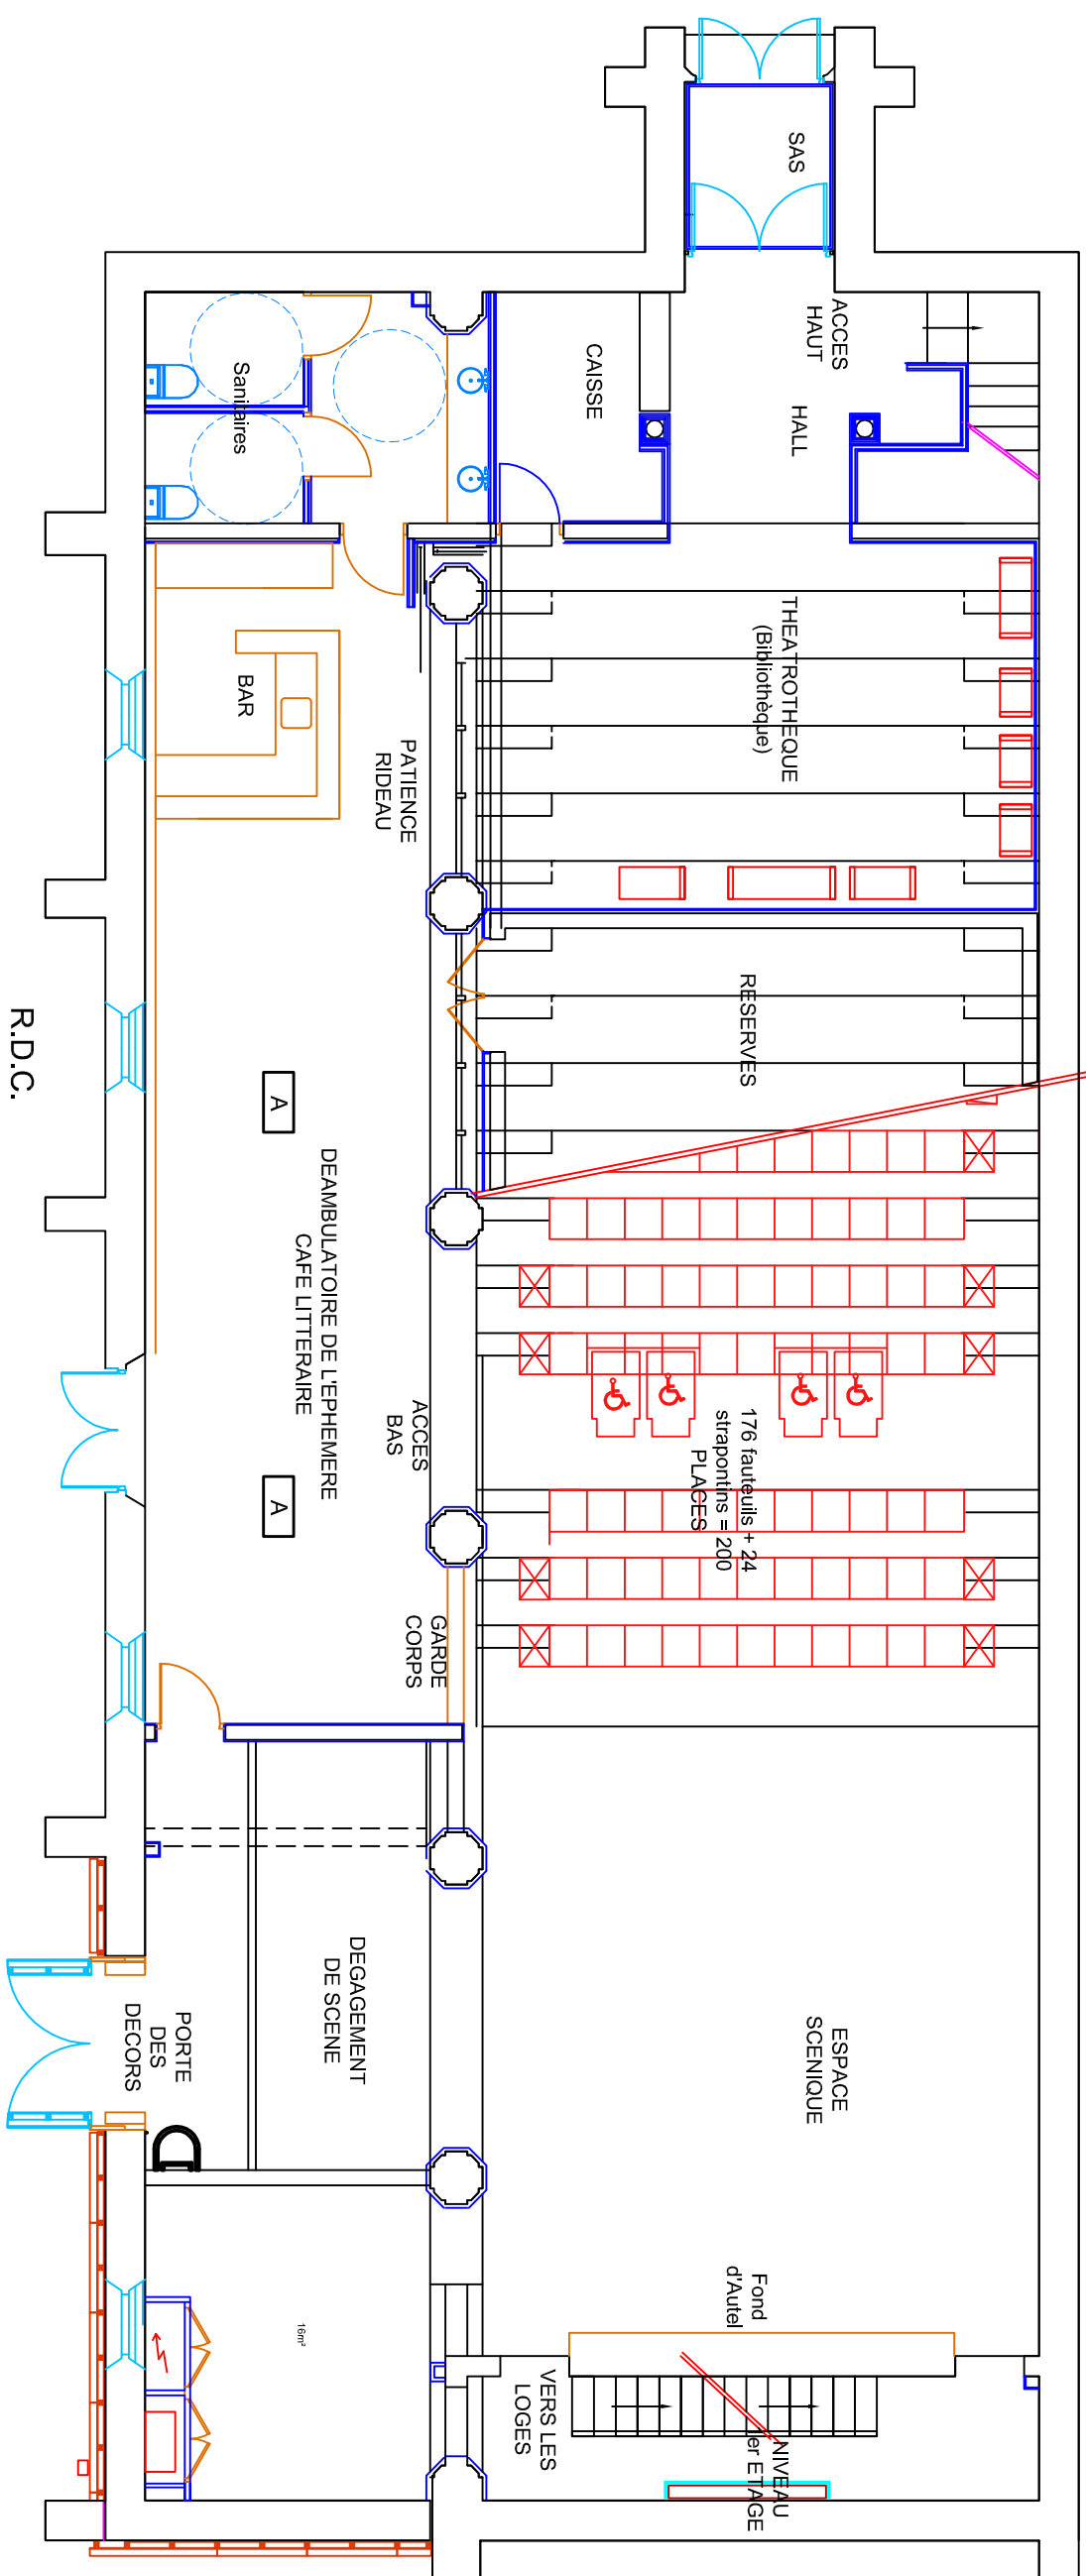 SAS
ACCES
HAUT
HALL
CAISSE
Sanitaires
THEATROTHEQUE
(Bibliothèque)
BAR
PATIENCE
RIDEAU
RESERVES
A
DEAMBULATOIRE DE L'EPHEMERE
CAFE LITTERAIRE
ACCES
BAS
A
176 fauteuils + 24
strapontins = 200
PLACES
GARDE
CORPS
ESPACE
SCENIQUE
DEGAGEMENT
DE SCENE
PORTE
DES
DECORS
Fond
d'Autel
16m²
VERS LES
LOGES
NIVEAU
1er ETAGE
R.D.C.